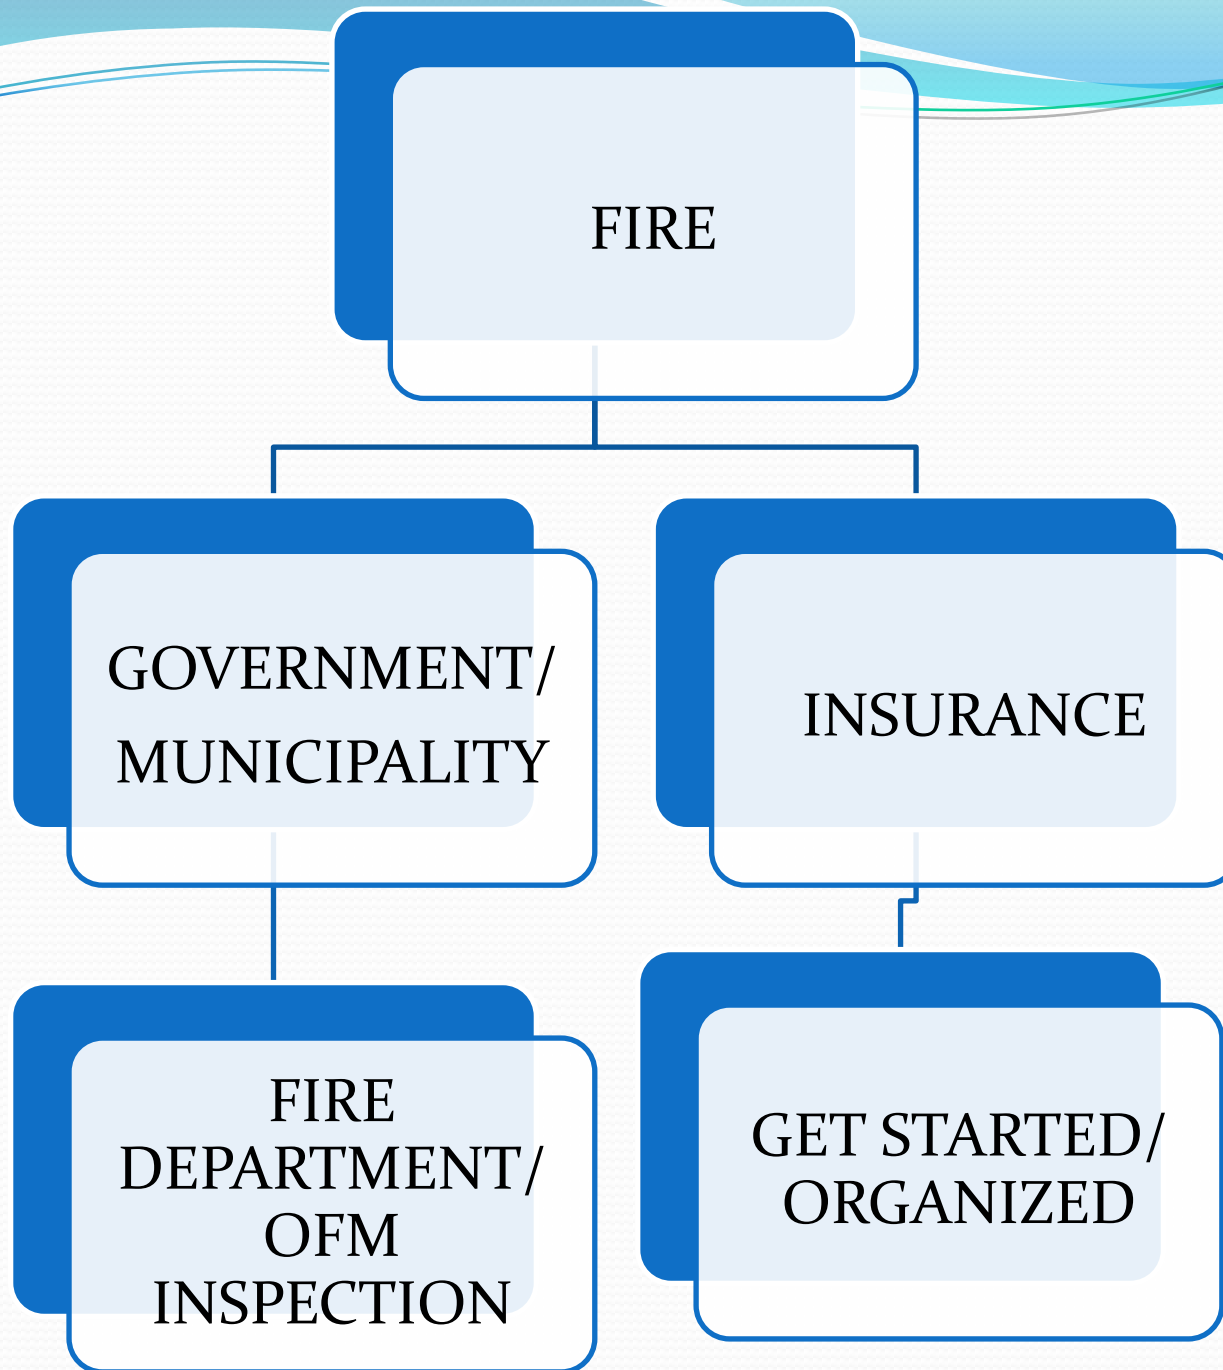 FIRE
GOVERNMENT/
MUNICIPALITY
INSURANCE
FIRE
DEPARTMENT/
OFM
INSPECTION
GET STARTED/
ORGANIZED